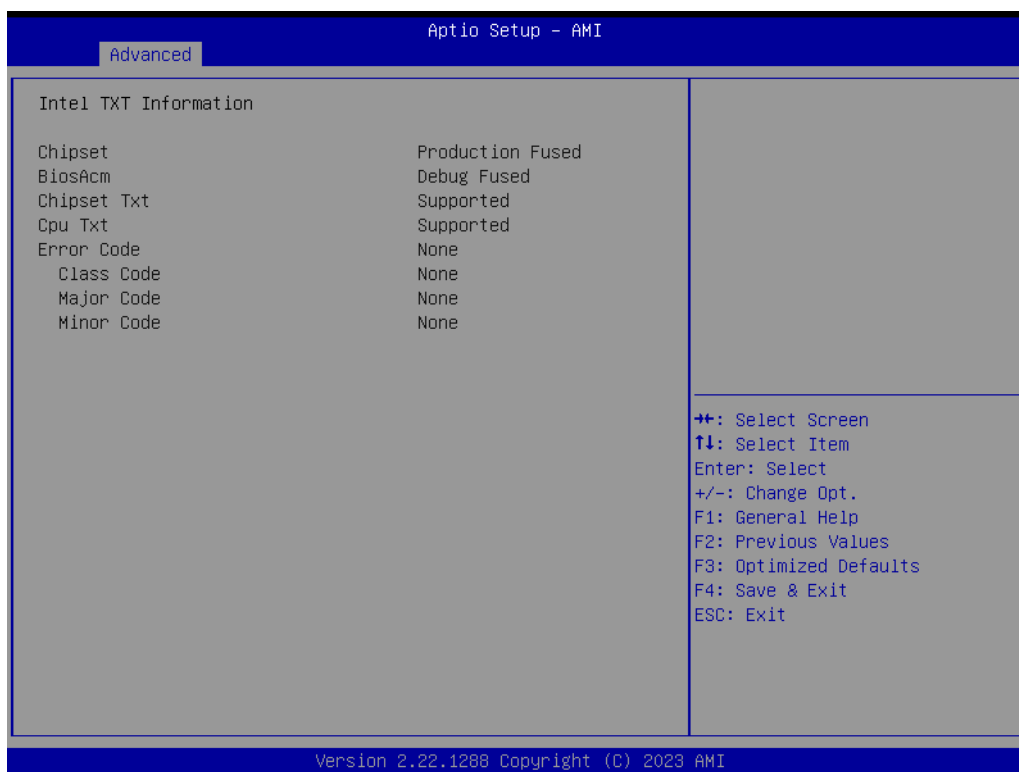 Aptio Setup – AMI
Advanced
Intel TXT Information
Chipset Production Fused
BiosAcm Debug Fused
Chipset Txt Supported
Cpu Txt Supported
Error Code None
Class Code None
Major Code None
Minor Code None
→←: Select Screen
↑↓: Select Item
Enter: Select
+/-: Change Opt.
F1: General Help
F2: Previous Values
F3: Optimized Defaults
F4: Save & Exit
ESC: Exit
Version 2.22.1288 Copyright (C) 2023 AMI